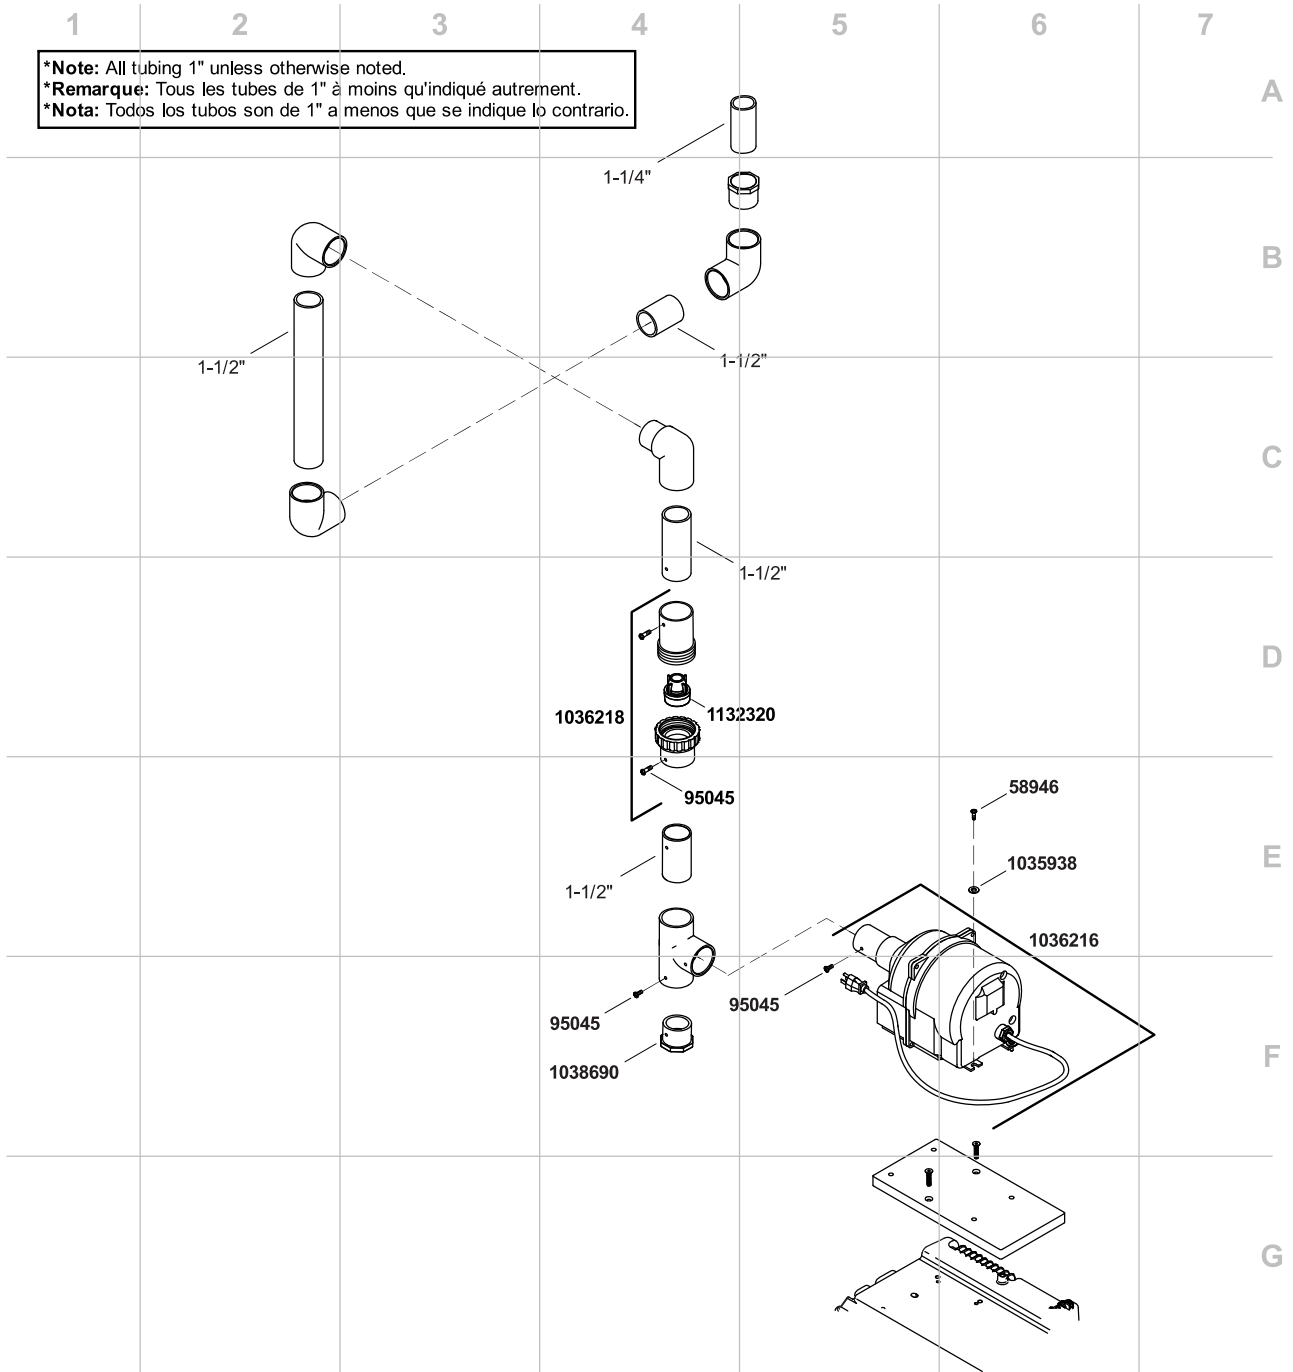 1 2 3 4 5 6 7
*Note: All tubing 1" unless otherwise noted.
*Remarque: Tous les tubes de 1" à moins qu'indiqué autrement.
*Nota: Todos los tubos son de 1" a menos que se indique lo contrario.
A
1-1/4"
B
1-1/2"
1-1/2"
C
1-1/2"
D
1036218
1132320
95045
58946
E
1035938
1-1/2"
1036216
95045
95045
F
1038690
G